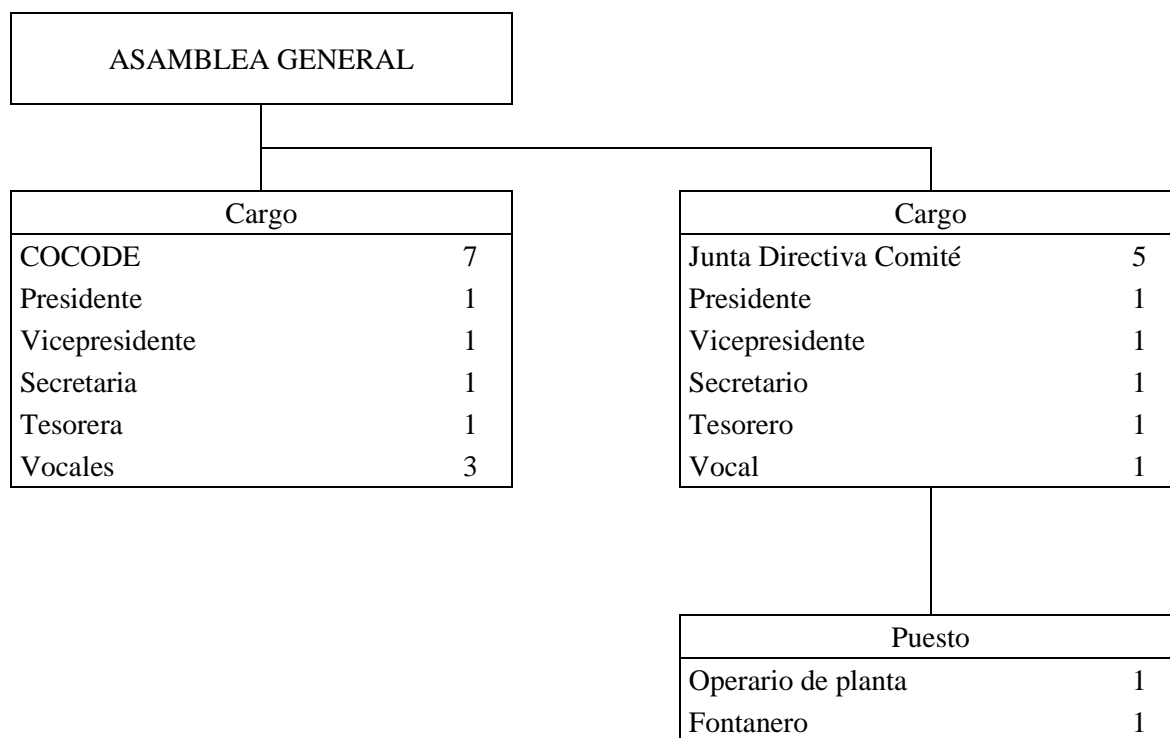 ASAMBLEA GENERAL
Cargo
COCODE 7
Presidente 1
Vicepresidente 1
Secretaria 1
Tesorera 1
Vocales 3
Cargo
Junta Directiva Comité 5
Presidente 1
Vicepresidente 1
Secretario 1
Tesorero 1
Vocal 1
Puesto
Operario de planta 1
Fontanero 1